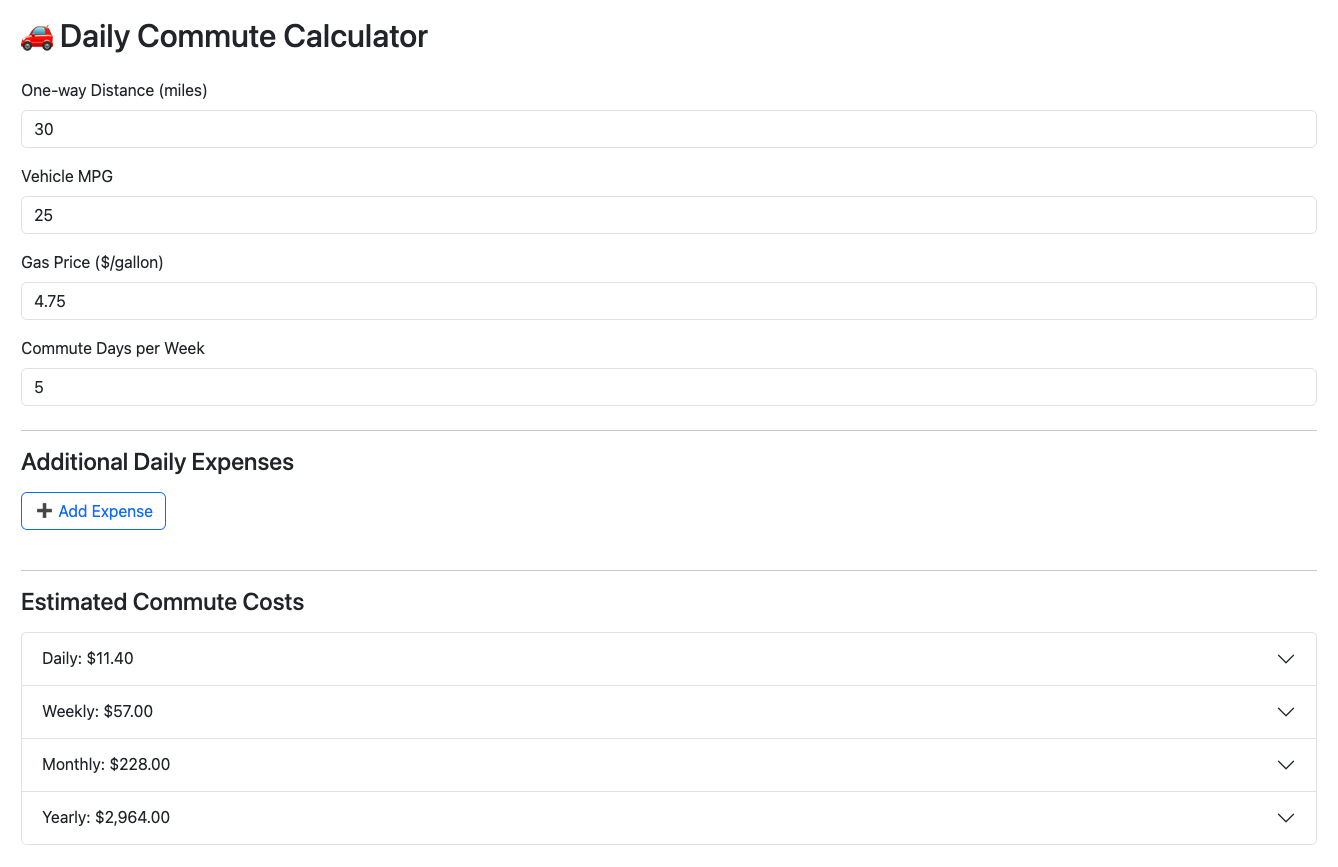 🚗 Daily Commute Calculator
One-way Distance (miles)
30
Vehicle MPG
25
Gas Price ($/gallon)
4.75
Commute Days per Week
5
Additional Daily Expenses
➕ Add Expense
Estimated Commute Costs
Daily: $11.40
Weekly: $57.00
Monthly: $228.00
Yearly: $2,964.00